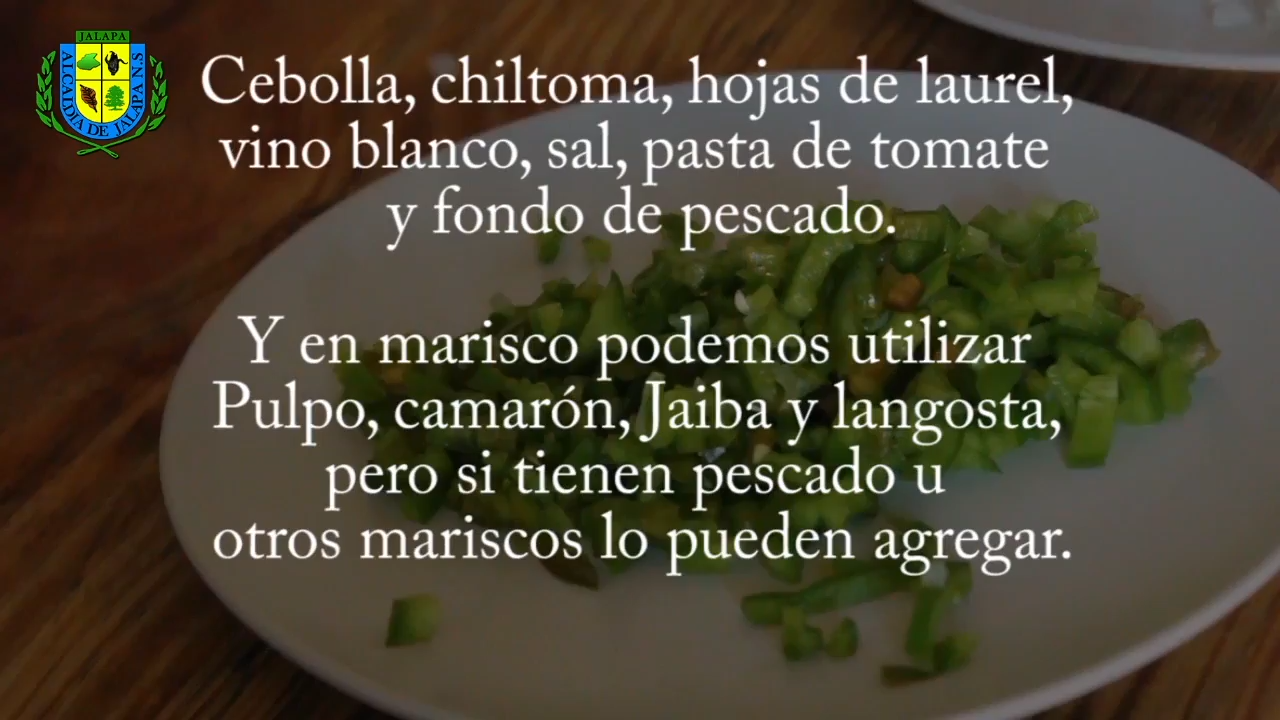 JALAPA
ALCALDIA DE JALAPA N.S
Cebolla, chiltoma, hojas de laurel,
vino blanco, sal, pasta de tomate
y fondo de pescado.
Y en marisco podemos utilizar
Pulpo, camarón, Jaiba y langosta,
pero si tienen pescado u
otros mariscos lo pueden agregar.